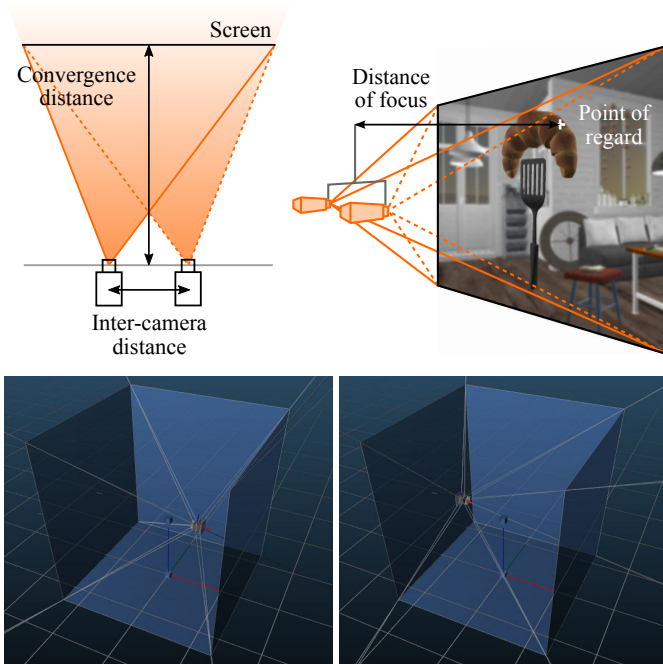 Screen
Convergence
distance
Inter-camera
distance
Distance
of focus
Point of
regard